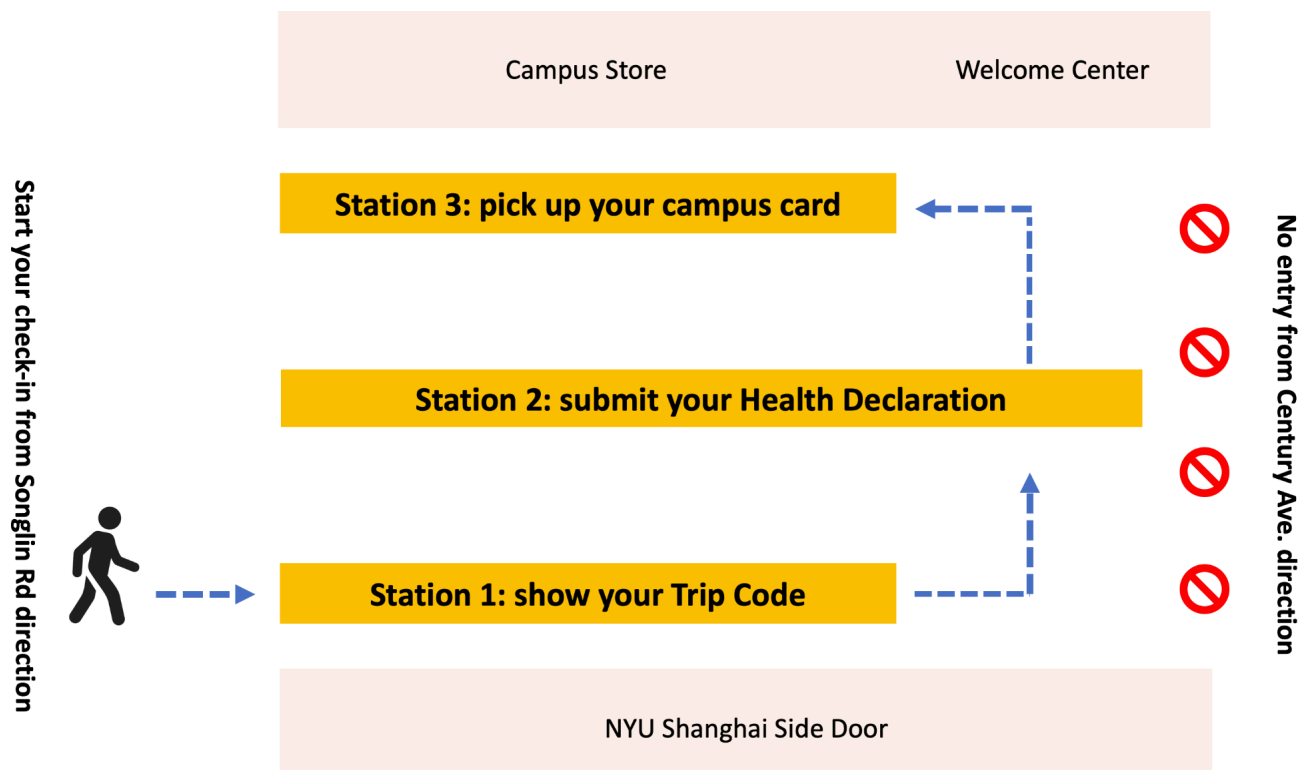 Campus Store
Welcome Center
Start your check-in from Songlin Rd direction
Station 3: pick up your campus card
No entry from Century Ave. direction
Station 2: submit your Health Declaration
Station 1: show your Trip Code
NYU Shanghai Side Door